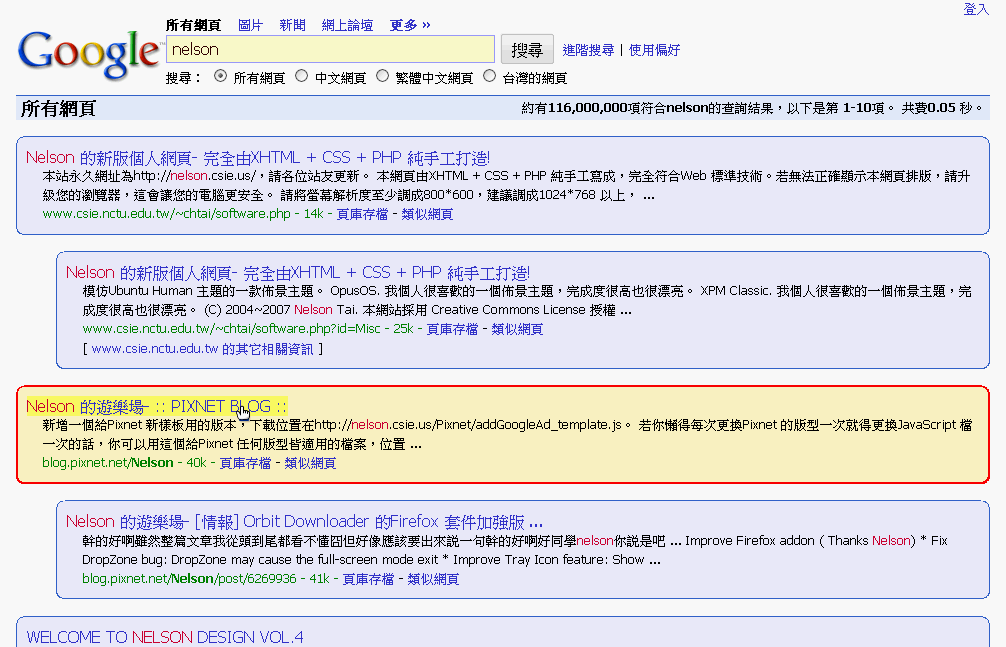 登入
所有網頁 圖片 新聞 網上論壇 更多 »
Google™
nelson 搜尋 進階搜尋 | 使用偏好
搜尋： 所有網頁 中文網頁 繁體中文網頁 台灣的網頁
所有網頁 約有116,000,000項符合nelson的查詢結果，以下是第 1-10項。 共費0.05 秒。
Nelson 的新版個人網頁- 完全由XHTML + CSS + PHP 純手工打造!
本站永久網址為http://nelson.csie.us/，請各位站友更新。 本網頁由XHTML + CSS + PHP 純手工寫成，完全符合Web 標準技術。若無法正確顯示本網頁排版，請升
級您的瀏覽器，這會讓您的電腦更安全。 請將螢幕解析度至少調成800*600，建議調成1024*768 以上， ...
www.csie.nctu.edu.tw/~chtai/software.php - 14k - 頁庫存檔 - 類似網頁
Nelson 的新版個人網頁- 完全由XHTML + CSS + PHP 純手工打造!
模仿Ubuntu Human 主題的一款佈景主題。 OpusOS. 我個人很喜歡的一個佈景主題，完成度很高也很漂亮。 XPM Classic. 我個人很喜歡的一個佈景主題，完
成度很高也很漂亮。 (C) 2004~2007 Nelson Tai. 本網站採用 Creative Commons License 授權 ...
www.csie.nctu.edu.tw/~chtai/software.php?id=Misc - 25k - 頁庫存檔 - 類似網頁
[ www.csie.nctu.edu.tw 的其它相關資訊 ]
Nelson 的遊樂場- :: PIXNET BLOG ::
新增一個給Pixnet 新樣板用的版本，下載位置在http://nelson.csie.us/Pixnet/addGoogleAd_template.js。 若你懶得每次更換Pixnet 的版型一次就得更換JavaScript 檔
一次的話，你可以用這個給Pixnet 任何版型皆適用的檔案，位置 ...
blog.pixnet.net/Nelson - 40k - 頁庫存檔 - 類似網頁
Nelson 的遊樂場- [情報] Orbit Downloader 的Firefox 套件加強版 ...
幹的好啊雖然整篇文章我從頭到尾都看不懂囧但好像應該要出來說一句幹的好啊好同學nelson你說是吧 ... Improve Firefox addon ( Thanks Nelson) * Fix
DropZone bug: DropZone may cause the full-screen mode exit * Improve Tray Icon feature: Show ...
blog.pixnet.net/Nelson/post/6269936 - 41k - 頁庫存檔 - 類似網頁
WELCOME TO NELSON DESIGN VOL.4